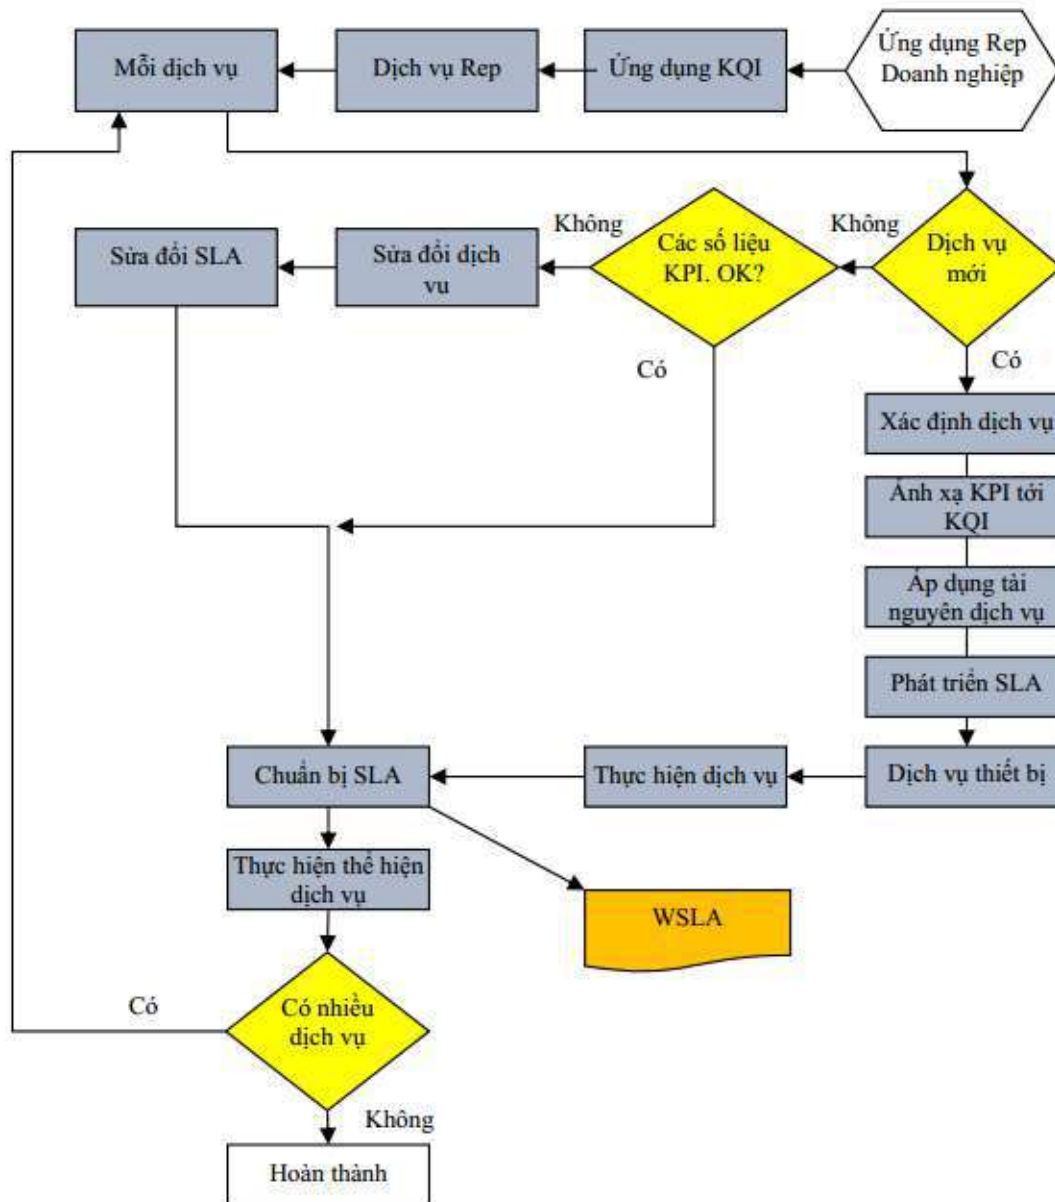 Mỗi dịch vụ
Dịch vụ Rep
Ứng dụng KQI
Ứng dụng Rep
Doanh nghiệp
Không
Không
Sửa đổi SLA
Sửa đổi dịch
vụ
Các số liệu
KPI. OK?
Dịch vụ
mới
Có
Có
Xác định dịch vụ
Ánh xạ KPI tới
KQI
Áp dụng tài
nguyên dịch vụ
Phát triển SLA
Chuẩn bị SLA
Thực hiện dịch vụ
Dịch vụ thiết bị
Thực hiện thể hiện
dịch vụ
WSLA
Có
Có nhiều
dịch vụ
Không
Hoàn thành